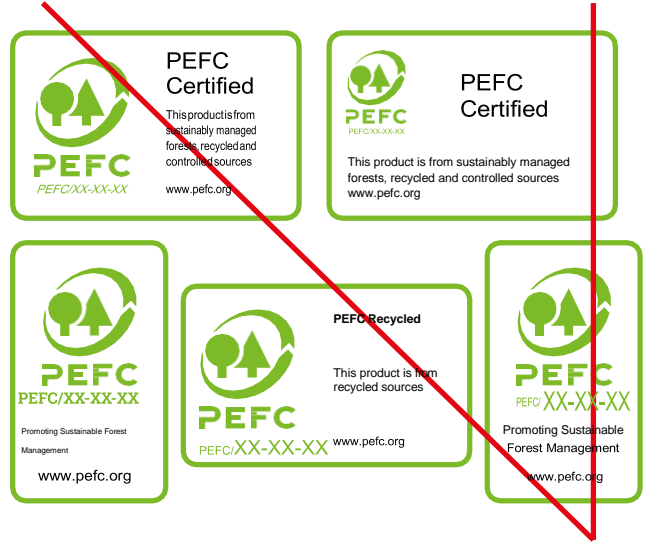 PEFC
Certified
This product is from
sustainably managed
forests, recycled and
controlled sources
www.pefc.org
PEFC
PEFC/XX-XX-XX
PEFC
Certified
PEFC
PEFC/XX-XX-XX
This product is from sustainably managed
forests, recycled and controlled sources
www.pefc.org
PEFC
PEFC/XX-XX-XX
Promoting Sustainable Forest
Management
www.pefc.org
PEFC Recycled
This product is from
recycled sources
www.pefc.org
PEFC
PEFC/XX-XX-XX
PEFC
PEFC/XX-XX-XX
Promoting Sustainable
Forest Management
www.pefc.org